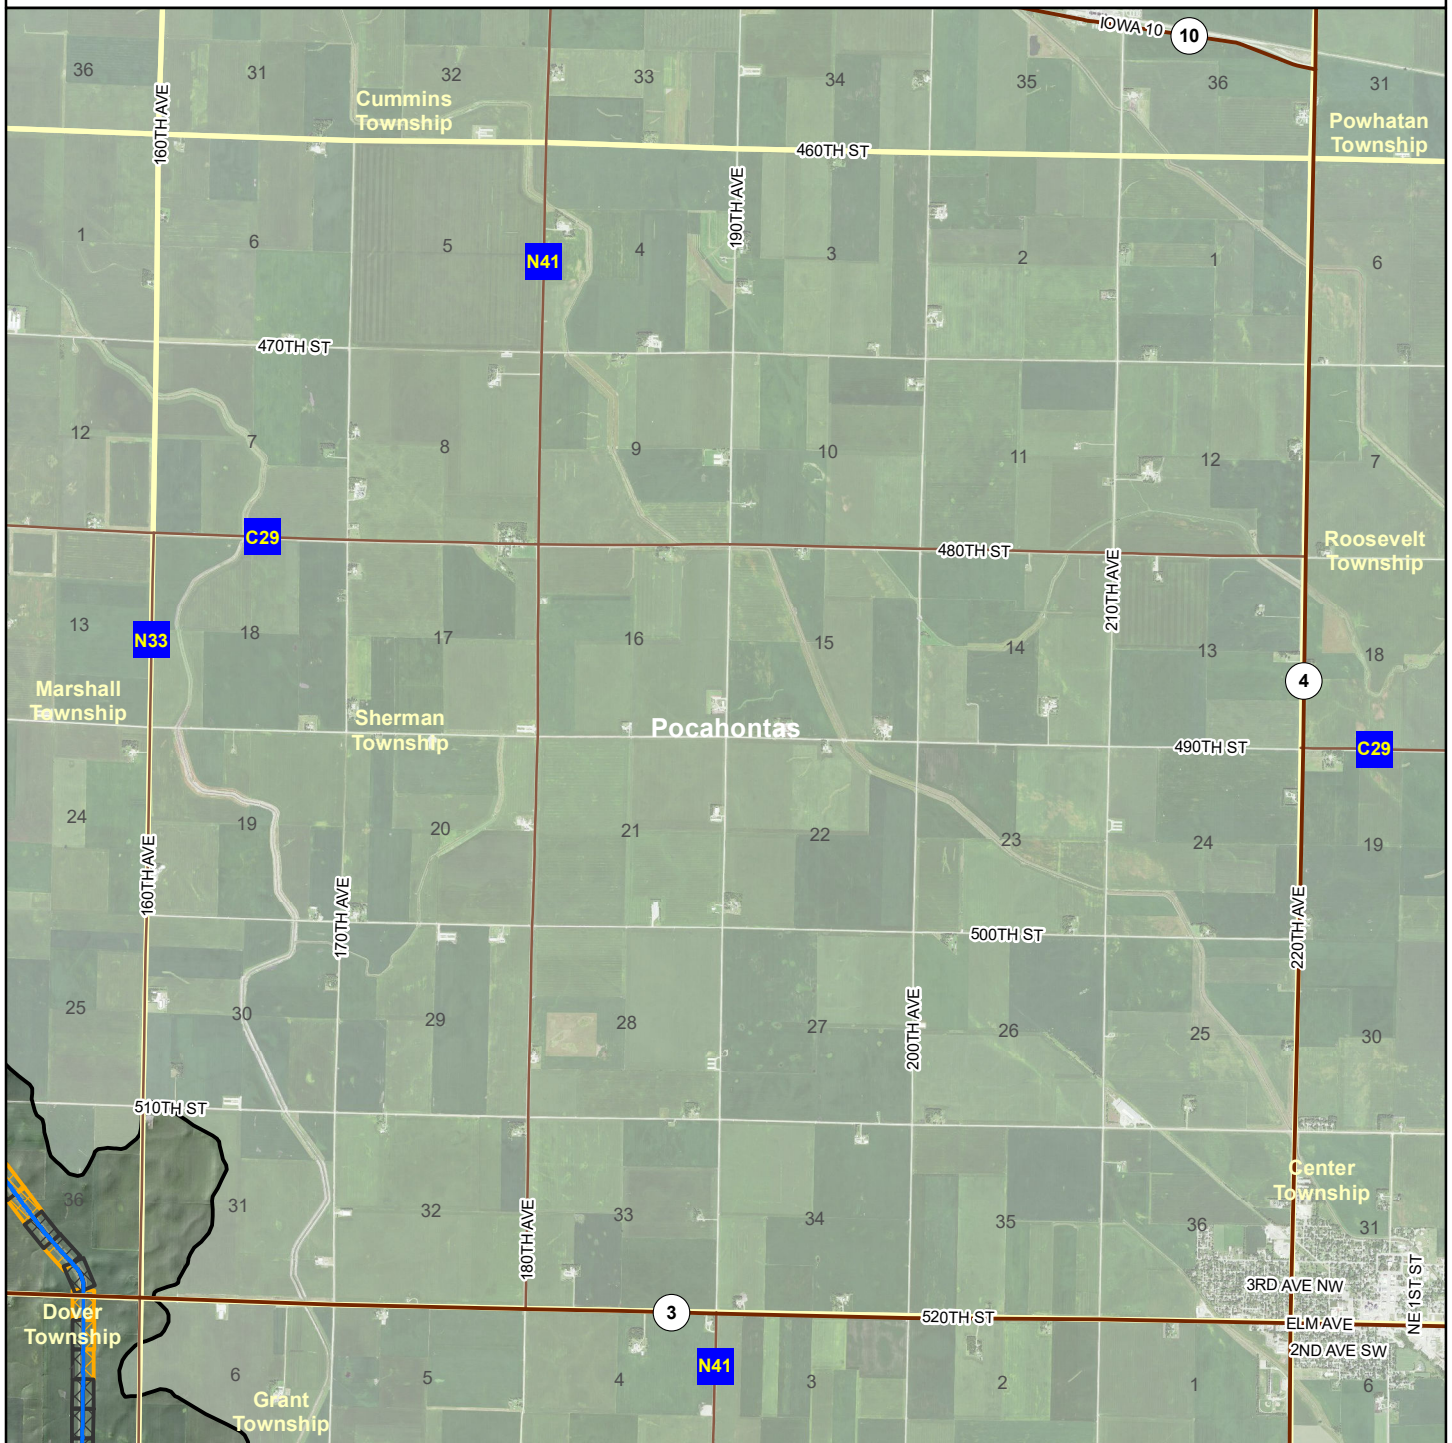 IOWA 10
10
36
31
32
33
34
35
36
31
Cummins
Township
Powhatan
Township
160TH AVE
460TH ST
190TH AVE
1
6
5
4
3
2
1
6
N41
470TH ST
12
7
8
9
10
11
12
7
C29
480TH ST
Roosevelt
Township
210TH AVE
13
N33
18
17
16
15
14
13
18
4
Marshall
Township
Sherman
Township
Pocahontas
490TH ST
C29
24
19
20
21
22
23
24
19
160TH AVE
170TH AVE
500TH ST
220TH AVE
25
30
29
28
27
200TH AVE
26
25
30
510TH ST
Center
Township
36
31
32
33
34
35
36
31
180TH AVE
3RD AVE NW
NE 1ST ST
Dover
Township
3
520TH ST
ELM AVE
2ND AVE SW
N41
6
5
4
3
2
1
6
Grant
Township